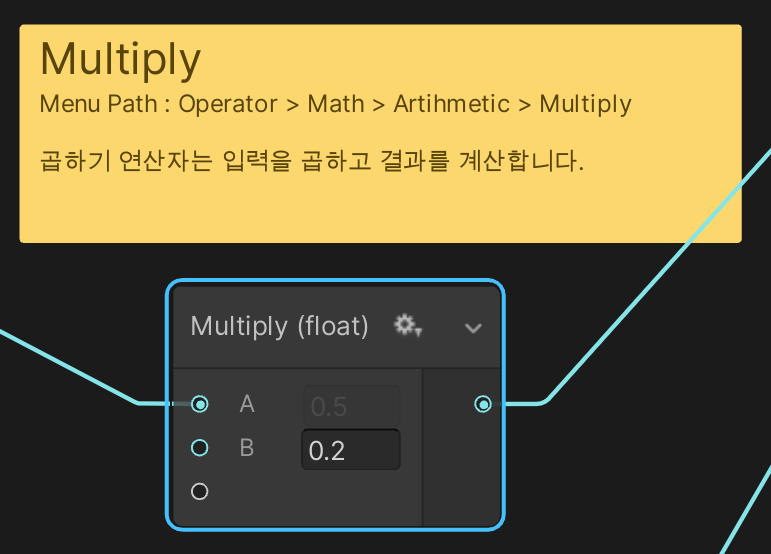 Multiply
Menu Path : Operator > Math > Artihmetic > Multiply
곱하기 연산자는 입력을 곱하고 결과를 계산합니다.
Multiply (float)
A 0.5
B 0.2